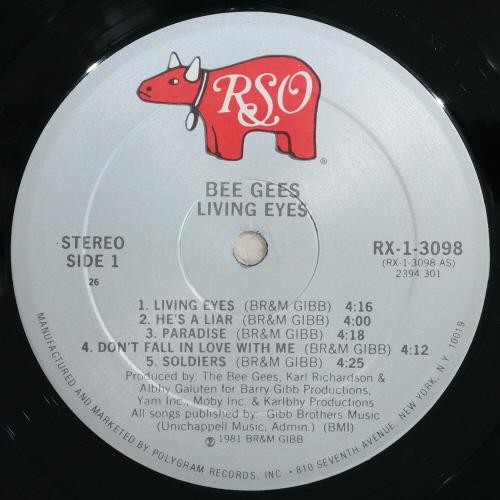 RSO
®
BEE GEES
LIVING EYES
STEREO
SIDE 1
26
RX-1-3098
(RX-1-3098-AS)
2394 301
1. LIVING EYES (BR&M GIBB) 4:16
2. HE'S A LIAR (BR&M GIBB) 4:00
3. PARADISE (BR&M GIBB) 4:18
4. DON'T FALL IN LOVE WITH ME (BR&M GIBB) 4:12
5. SOLDIERS (BR&M GIBB) 4:25
Produced by: The Bee Gees, Karl Richardson &
Albhy Galuten for Barry Gibb Productions,
Yam Inc., Moby Inc. & Karlbhy Productions
All songs published by: Gibb Brothers Music
(Unichappell Music, Admin.) (BMI)
℗ 1981 BR&M GIBB
MANUFACTURED AND MARKETED BY POLYGRAM RECORDS, INC. • 810 SEVENTH AVENUE, NEW YORK, N.Y. 10019